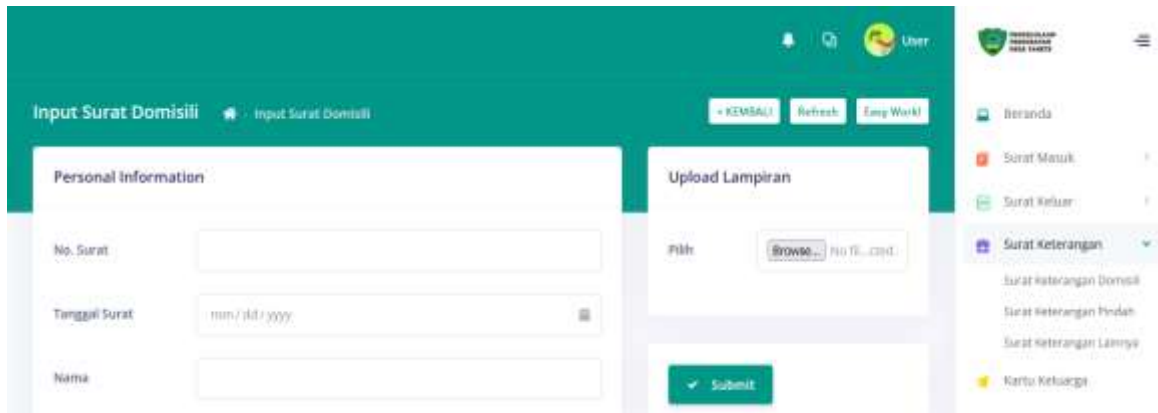 User
Input Surat Domisili
Input Surat Domisili
KEMBALI
Refresh
Easy Work!
Personal Information
No. Surat
Tanggal Surat
mm / dd / yyyy
Nama
Upload Lampiran
Pilih
Browse...
Submit
Beranda
Surat Masuk
Surat Keluar
Surat Keterangan
Surat Keterangan Domisili
Surat Keterangan Pindah
Surat Keterangan Lainnya
Kartu Keluarga